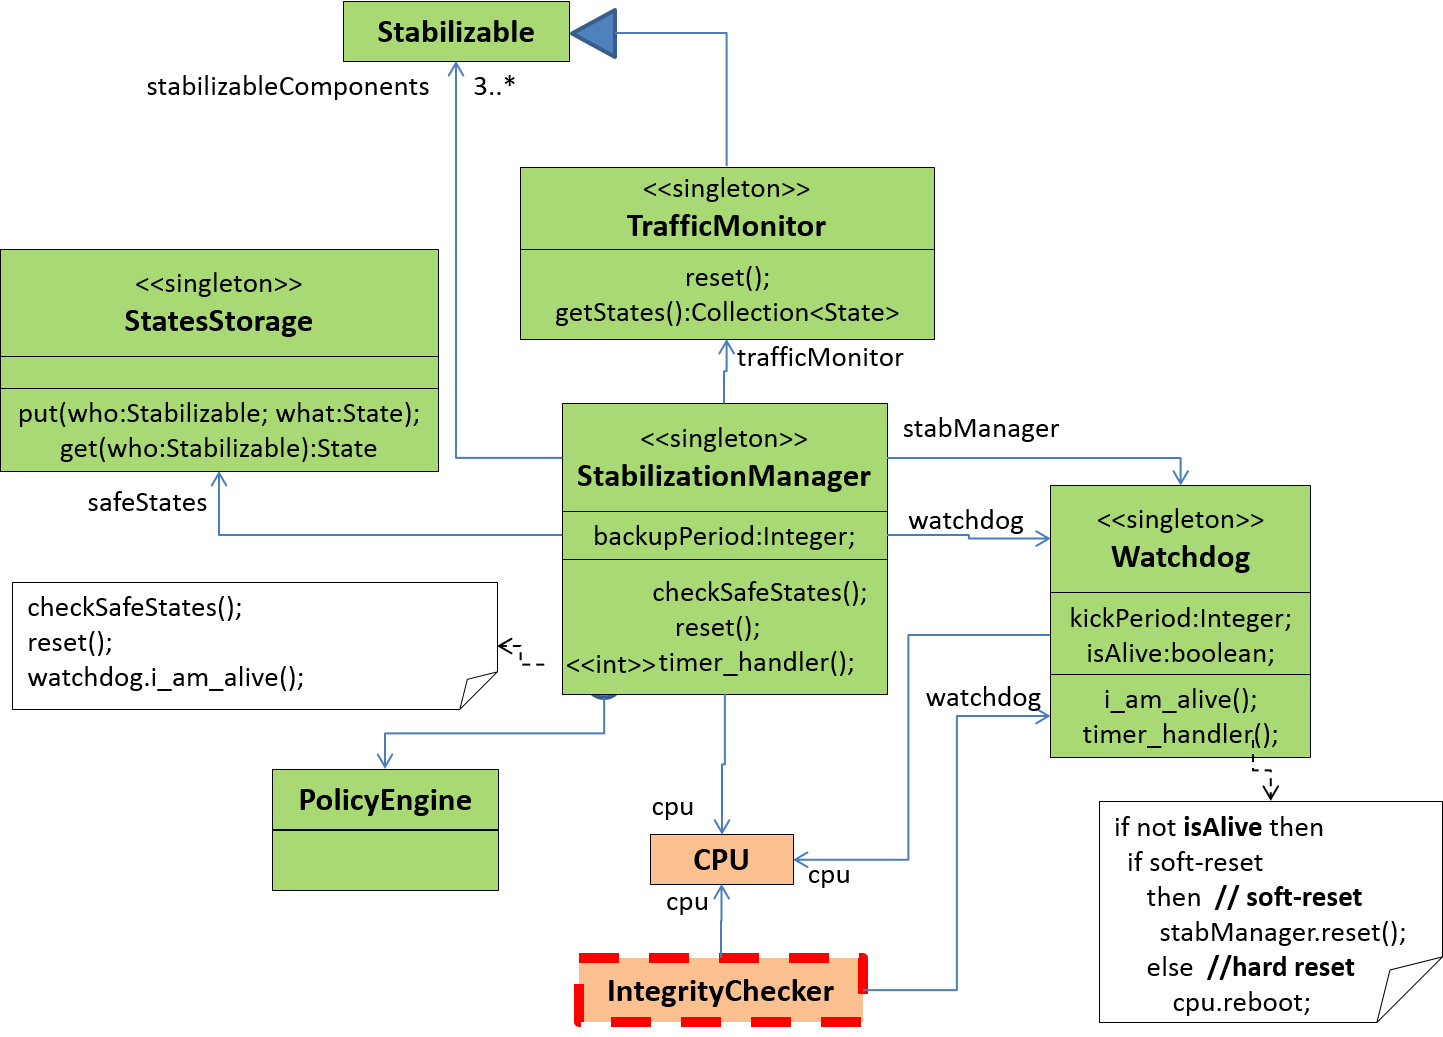 Stabilizable
stabilizableComponents
3..*
<<singleton>>
TrafficMonitor
reset();
getStates():Collection<State>
trafficMonitor
<<singleton>>
StatesStorage
put(who:Stabilizable; what:State);
get(who:Stabilizable):State
safeStates
<<singleton>>
StabilizationManager
backupPeriod:Integer;
checkSafeStates();
reset();
<<int>>timer_handler();
stabManager
watchdog
<<singleton>>
Watchdog
kickPeriod:Integer;
isAlive:boolean;
i_am_alive();
timer_handler();
watchdog
checkSafeStates();
reset();
watchdog.i_am_alive();
PolicyEngine
cpu
CPU
cpu
cpu
IntegrityChecker
if not isAlive then
if soft-reset
then // soft-reset
stabManager.reset();
else //hard reset
cpu.reboot;